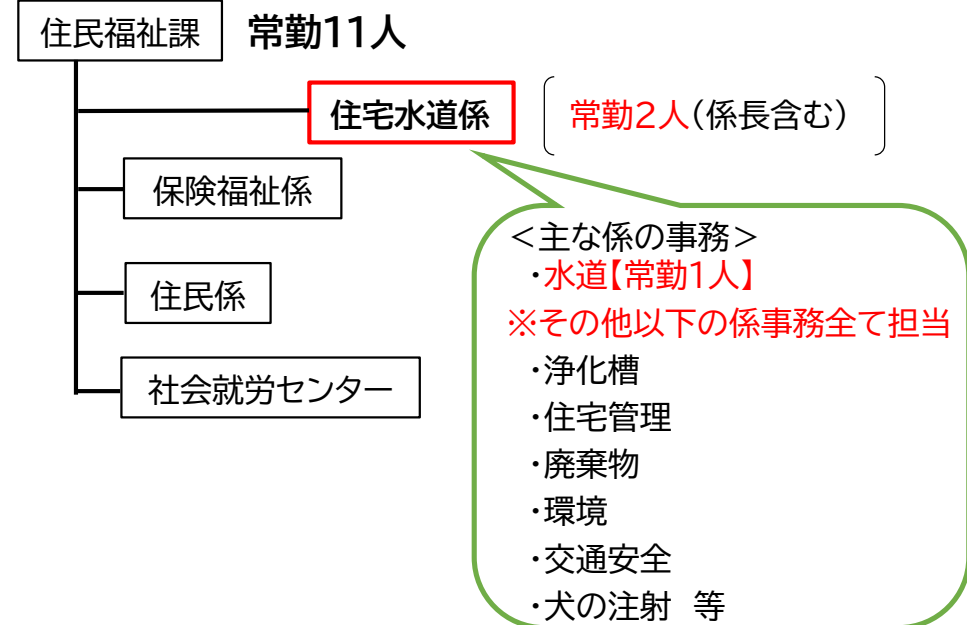 住民福祉課 常勤11人
住宅水道係 常勤2人(係長含む)
保険福祉係
住民係
社会就労センター
<主な係の事務>
・水道【常勤1人】
※その他以下の係事務全て担当
・浄化槽
・住宅管理
・廃棄物
・環境
・交通安全
・犬の注射 等